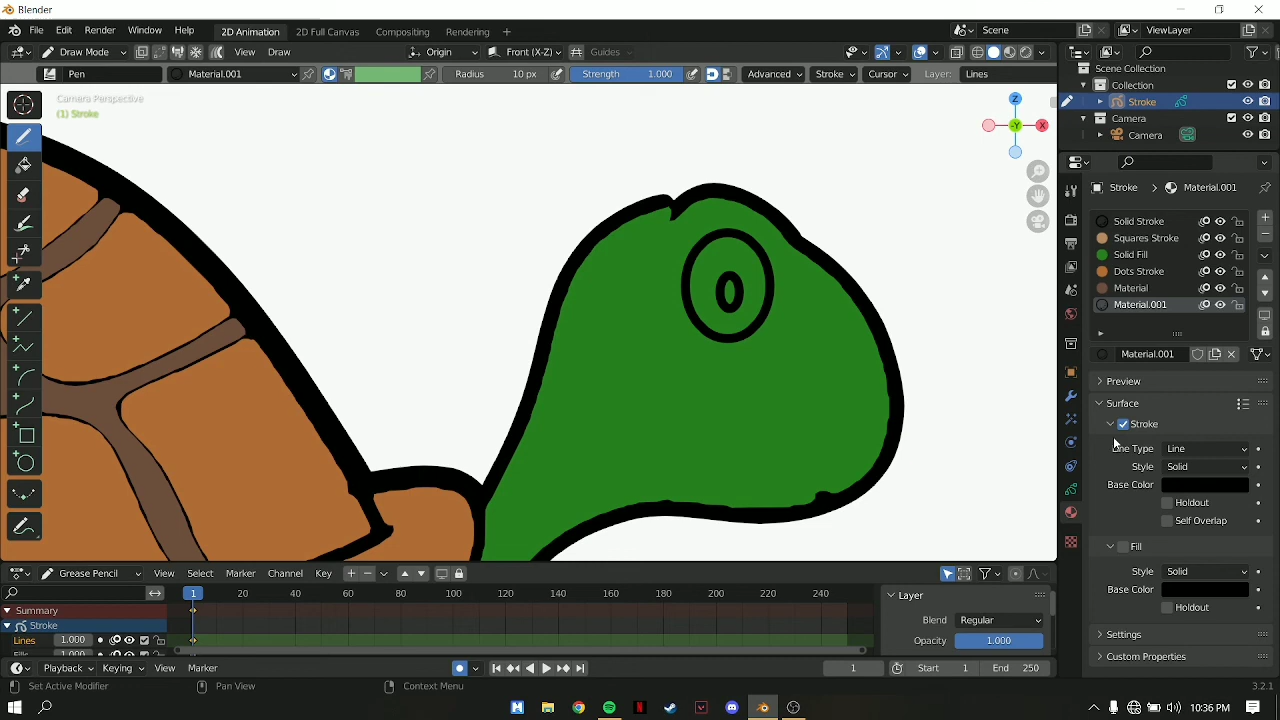 Blender
File Edit Render Window Help 2D Animation 2D Full Canvas Compositing Rendering + Scene ViewLayer
Draw Mode View Draw Origin Front (X-Z) Guides
Pen Material.001 Radius 10 px Strength 1.000 Advanced Stroke Cursor Layer: Lines
Camera Perspective
(1) Stroke
Z
-Y X
Scene Collection
Collection
Stroke
Camera
Camera
Stroke > Material.001
Solid Stroke
Squares Stroke
Solid Fill
Dots Stroke
Material
Material.001
Material.001
Preview
Surface
Stroke
ne Type Line
Style Solid
Base Color
Holdout
Self Overlap
Fill
Style Solid
Base Color
Holdout
Settings
Custom Properties
Grease Pencil View Select Marker Channel Key
1 20 40 60 80 100 120 140 160 180 200 220 240
Summary
Stroke
Lines 1.000
Fills 1.000
Layer
Blend Regular
Opacity 1.000
Playback Keying View Marker 1 Start 1 End 250
Set Active Modifier Pan View Context Menu 3.2.1
10:36 PM